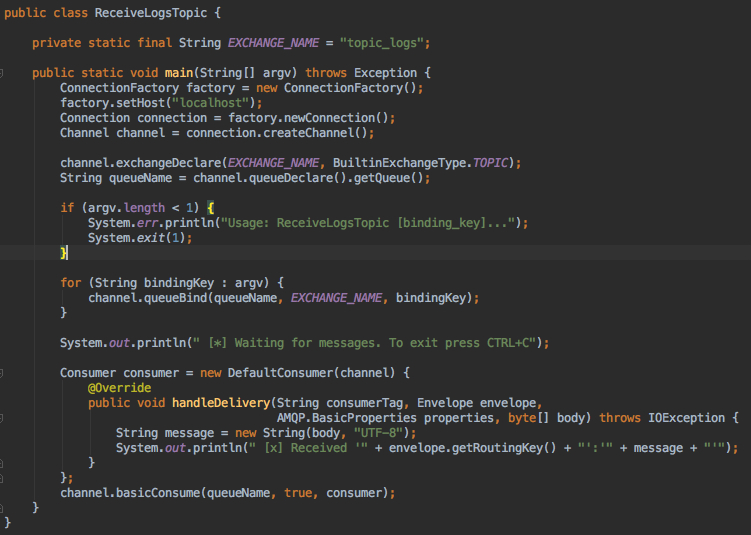 public class ReceiveLogsTopic {
private static final String EXCHANGE_NAME = "topic_logs";
public static void main(String[] argv) throws Exception {
ConnectionFactory factory = new ConnectionFactory();
factory.setHost("localhost");
Connection connection = factory.newConnection();
Channel channel = connection.createChannel();
channel.exchangeDeclare(EXCHANGE_NAME, BuiltinExchangeType.TOPIC);
String queueName = channel.queueDeclare().getQueue();
if (argv.length < 1) {
System.err.println("Usage: ReceiveLogsTopic [binding_key]...");
System.exit(1);
}
for (String bindingKey : argv) {
channel.queueBind(queueName, EXCHANGE_NAME, bindingKey);
}
System.out.println(" [*] Waiting for messages. To exit press CTRL+C");
Consumer consumer = new DefaultConsumer(channel) {
@Override
public void handleDelivery(String consumerTag, Envelope envelope,
AMQP.BasicProperties properties, byte[] body) throws IOException {
String message = new String(body, "UTF-8");
System.out.println(" [x] Received '" + envelope.getRoutingKey() + "':'" + message + "'");
}
};
channel.basicConsume(queueName, true, consumer);
}
}